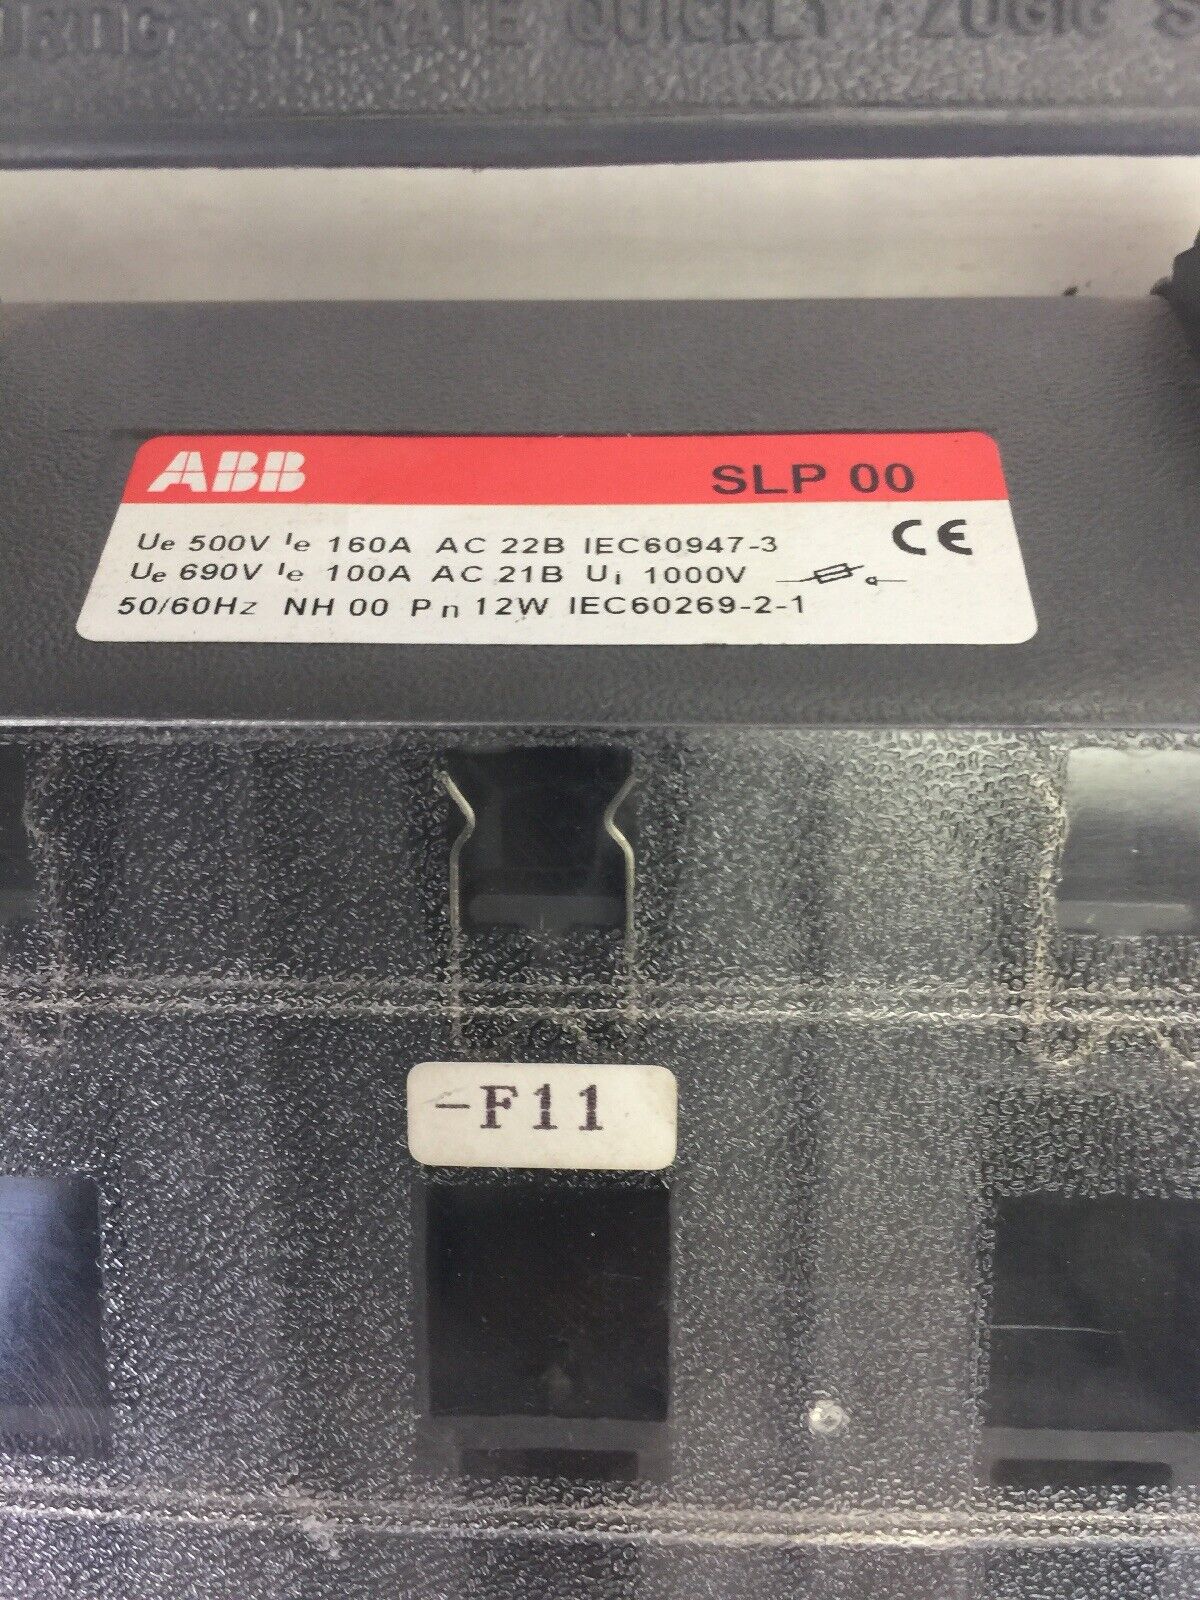 OPERATE QUICKLY · ZÜGIG
ABB
SLP 00
Ue 500V Ie 160A AC 22B IEC60947-3
CE
Ue 690V Ie 100A AC 21B Ui 1000V
50/60Hz NH 00 Pn 12W IEC60269-2-1
-F11